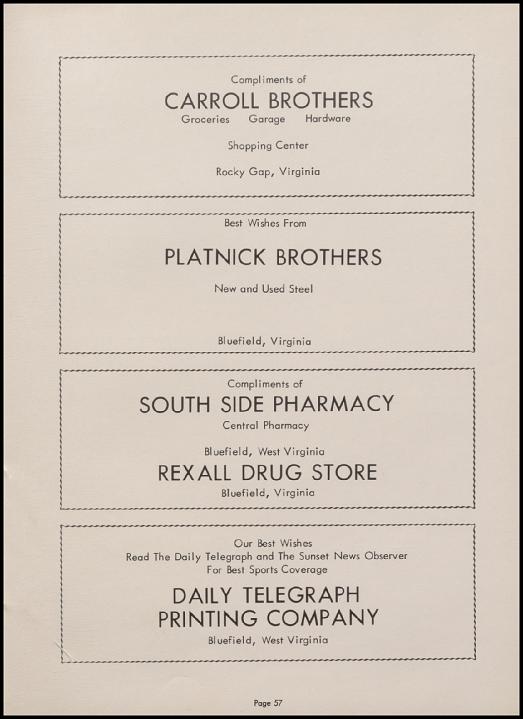 Compliments of
CARROLL BROTHERS
Groceries Garage Hardware
Shopping Center
Rocky Gap, Virginia
Best Wishes From
PLATNICK BROTHERS
New and Used Steel
Bluefield, Virginia
Compliments of
SOUTH SIDE PHARMACY
Central Pharmacy
Bluefield, West Virginia
REXALL DRUG STORE
Bluefield, Virginia
Our Best Wishes
Read The Daily Telegraph and The Sunset News Observer
For Best Sports Coverage
DAILY TELEGRAPH
PRINTING COMPANY
Bluefield, West Virginia
Page 57